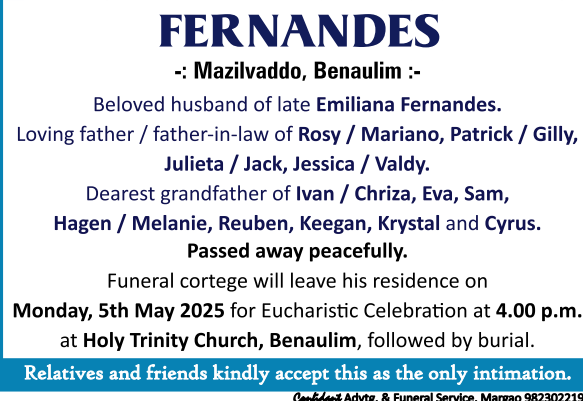 FERNANDES
-: Mazilvaddo, Benaulim :-
Beloved husband of late Emiliana Fernandes.
Loving father / father-in-law of Rosy / Mariano, Patrick / Gilly,
Julieta / Jack, Jessica / Valdy.
Dearest grandfather of Ivan / Chriza, Eva, Sam,
Hagen / Melanie, Reuben, Keegan, Krystal and Cyrus.
Passed away peacefully.
Funeral cortege will leave his residence on
Monday, 5th May 2025 for Eucharistic Celebration at 4.00 p.m.
at Holy Trinity Church, Benaulim, followed by burial.
Relatives and friends kindly accept this as the only intimation.
Confident Advtg. & Funeral Service, Margao